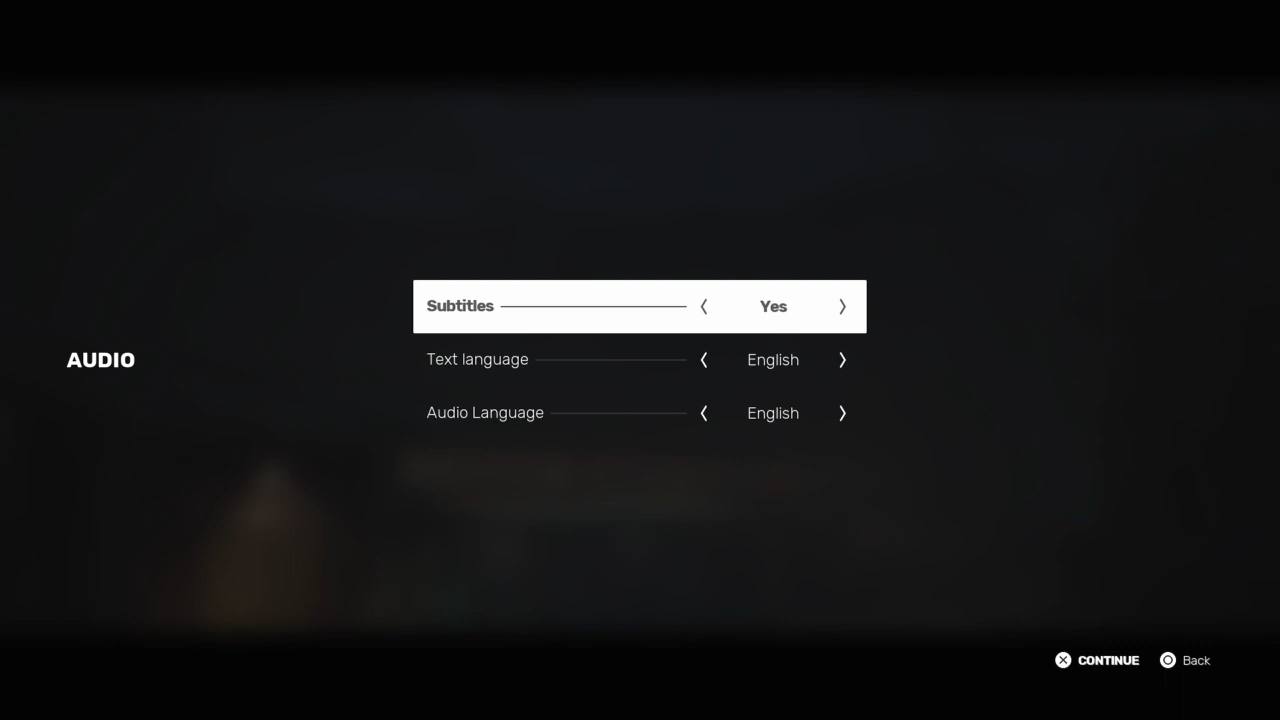 Subtitles Yes
AUDIO
Text language English
Audio Language English
CONTINUE Back